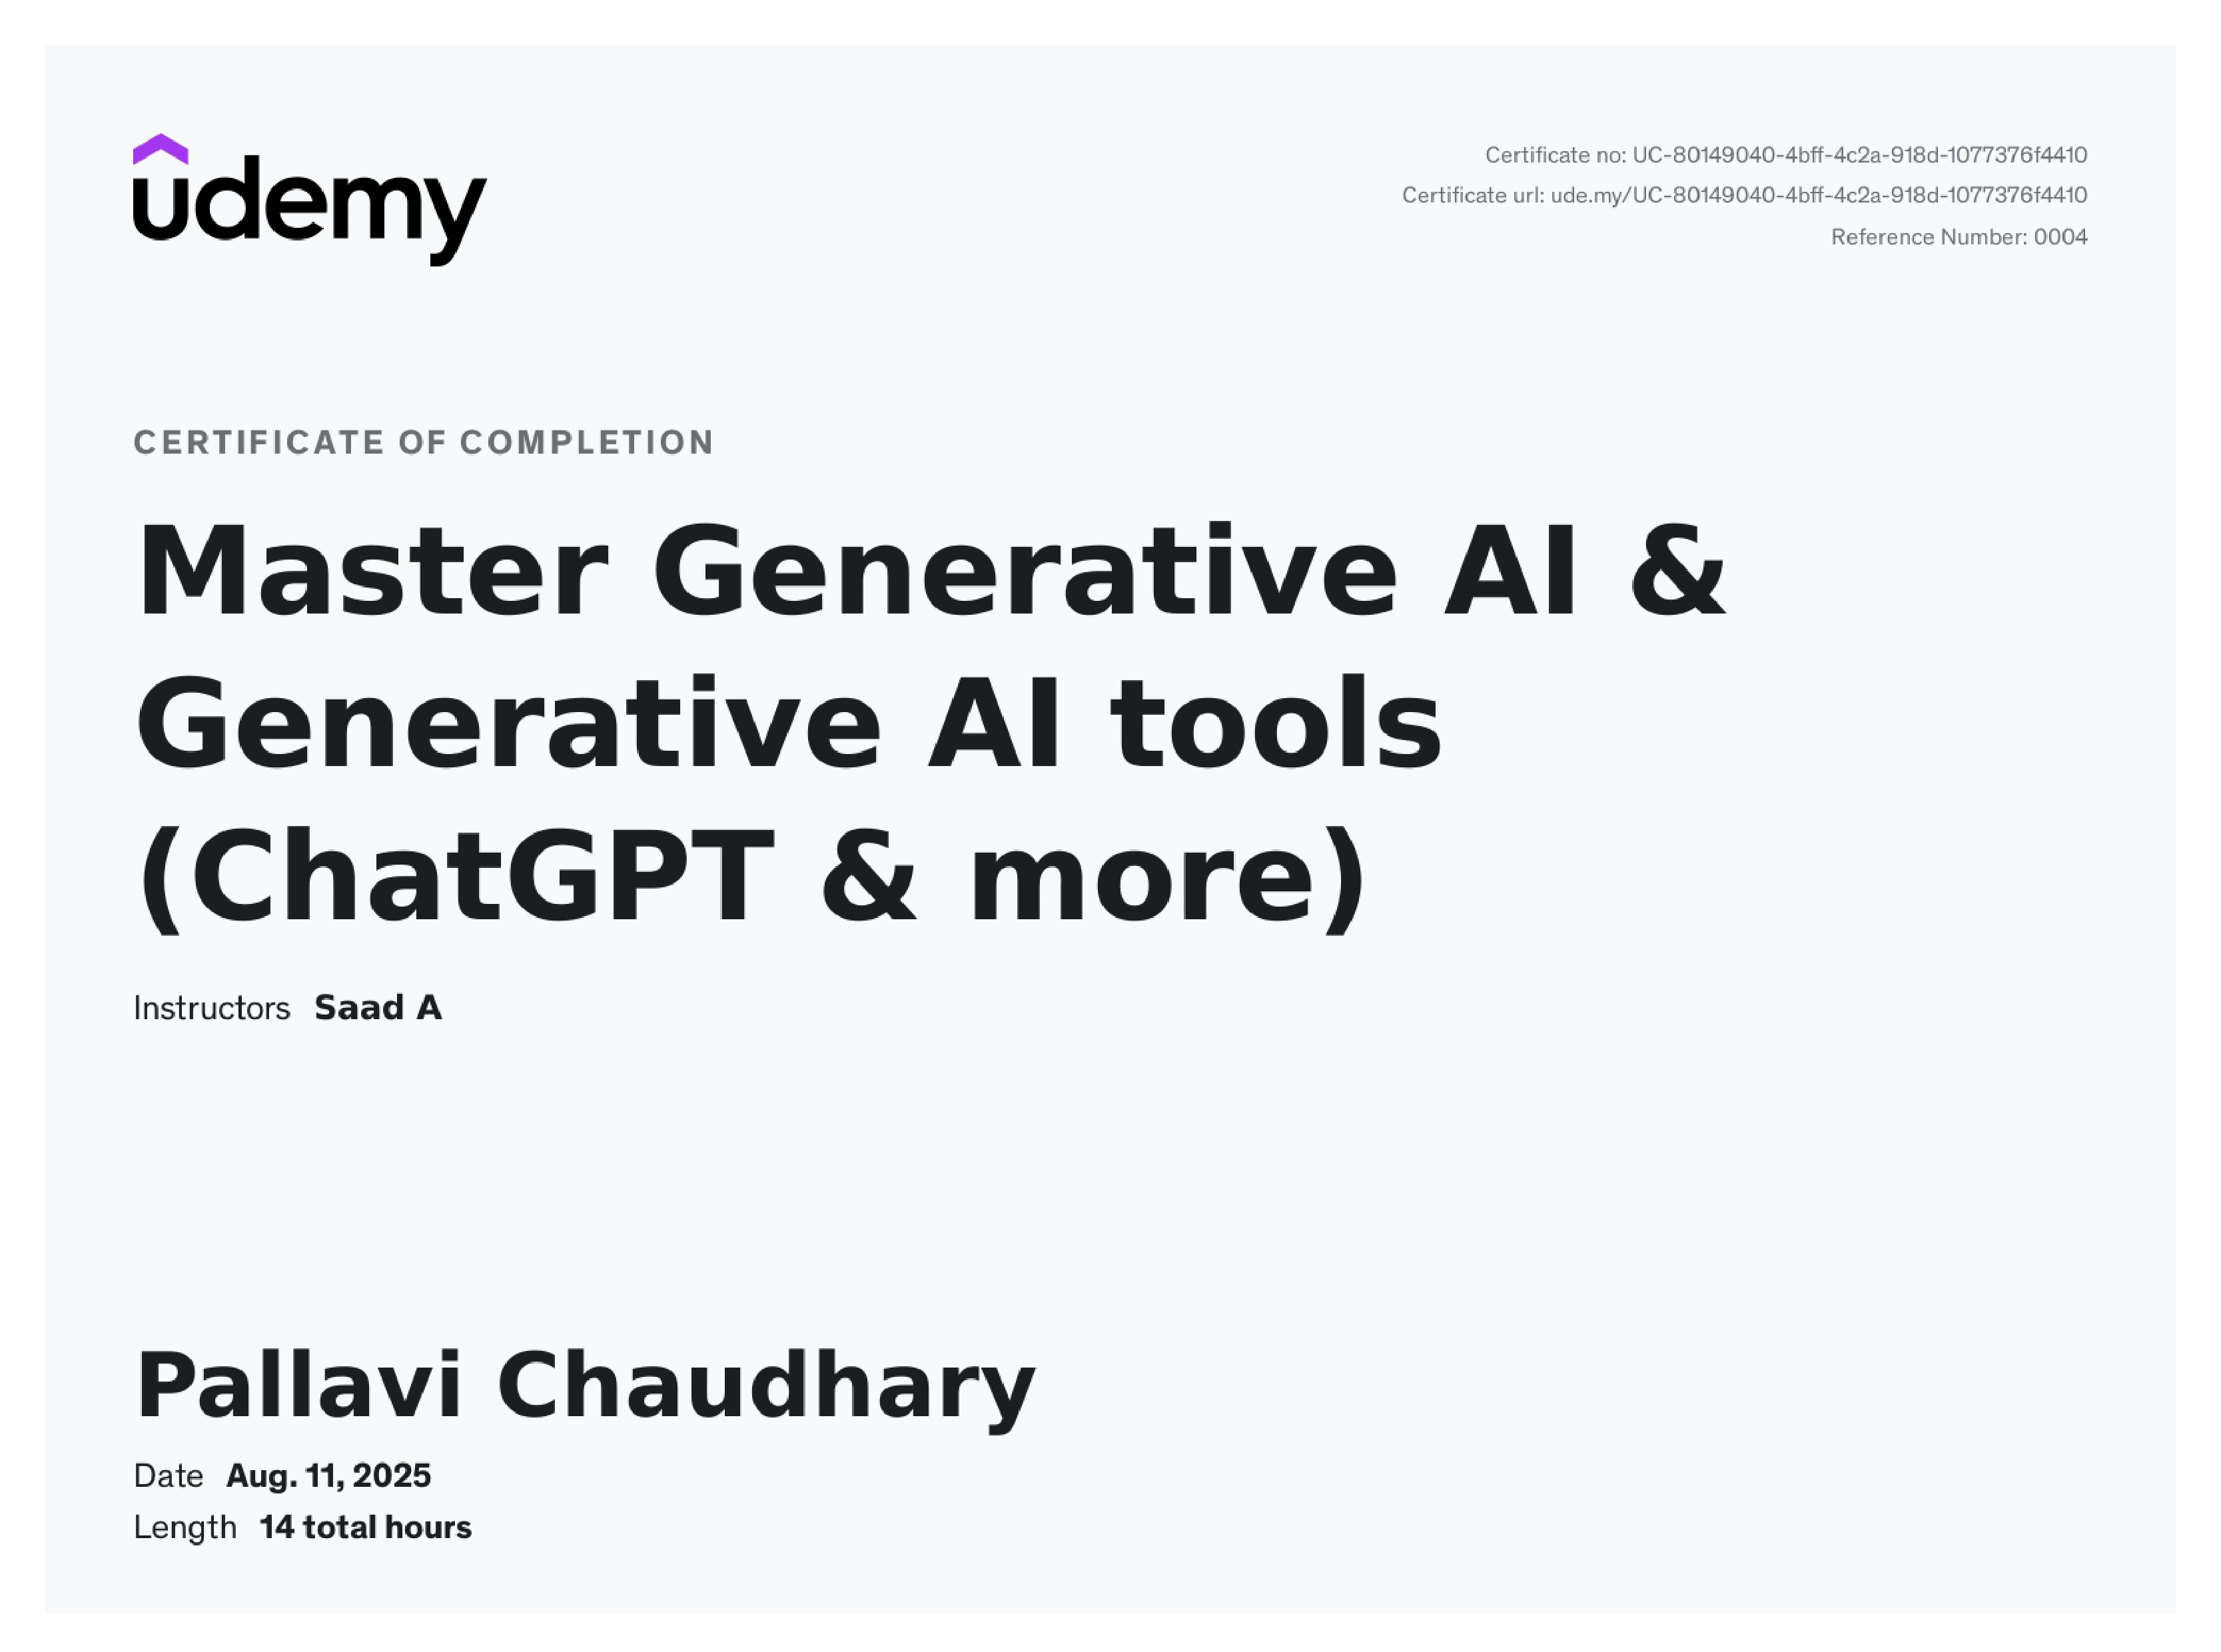 udemy
Certificate no: UC-80149040-4bff-4c2a-918d-1077376f4410
Certificate url: ude.my/UC-80149040-4bff-4c2a-918d-1077376f4410
Reference Number: 0004
CERTIFICATE OF COMPLETION
Master Generative AI &
Generative AI tools
(ChatGPT & more)
Instructors Saad A
Pallavi Chaudhary
Date Aug. 11, 2025
Length 14 total hours